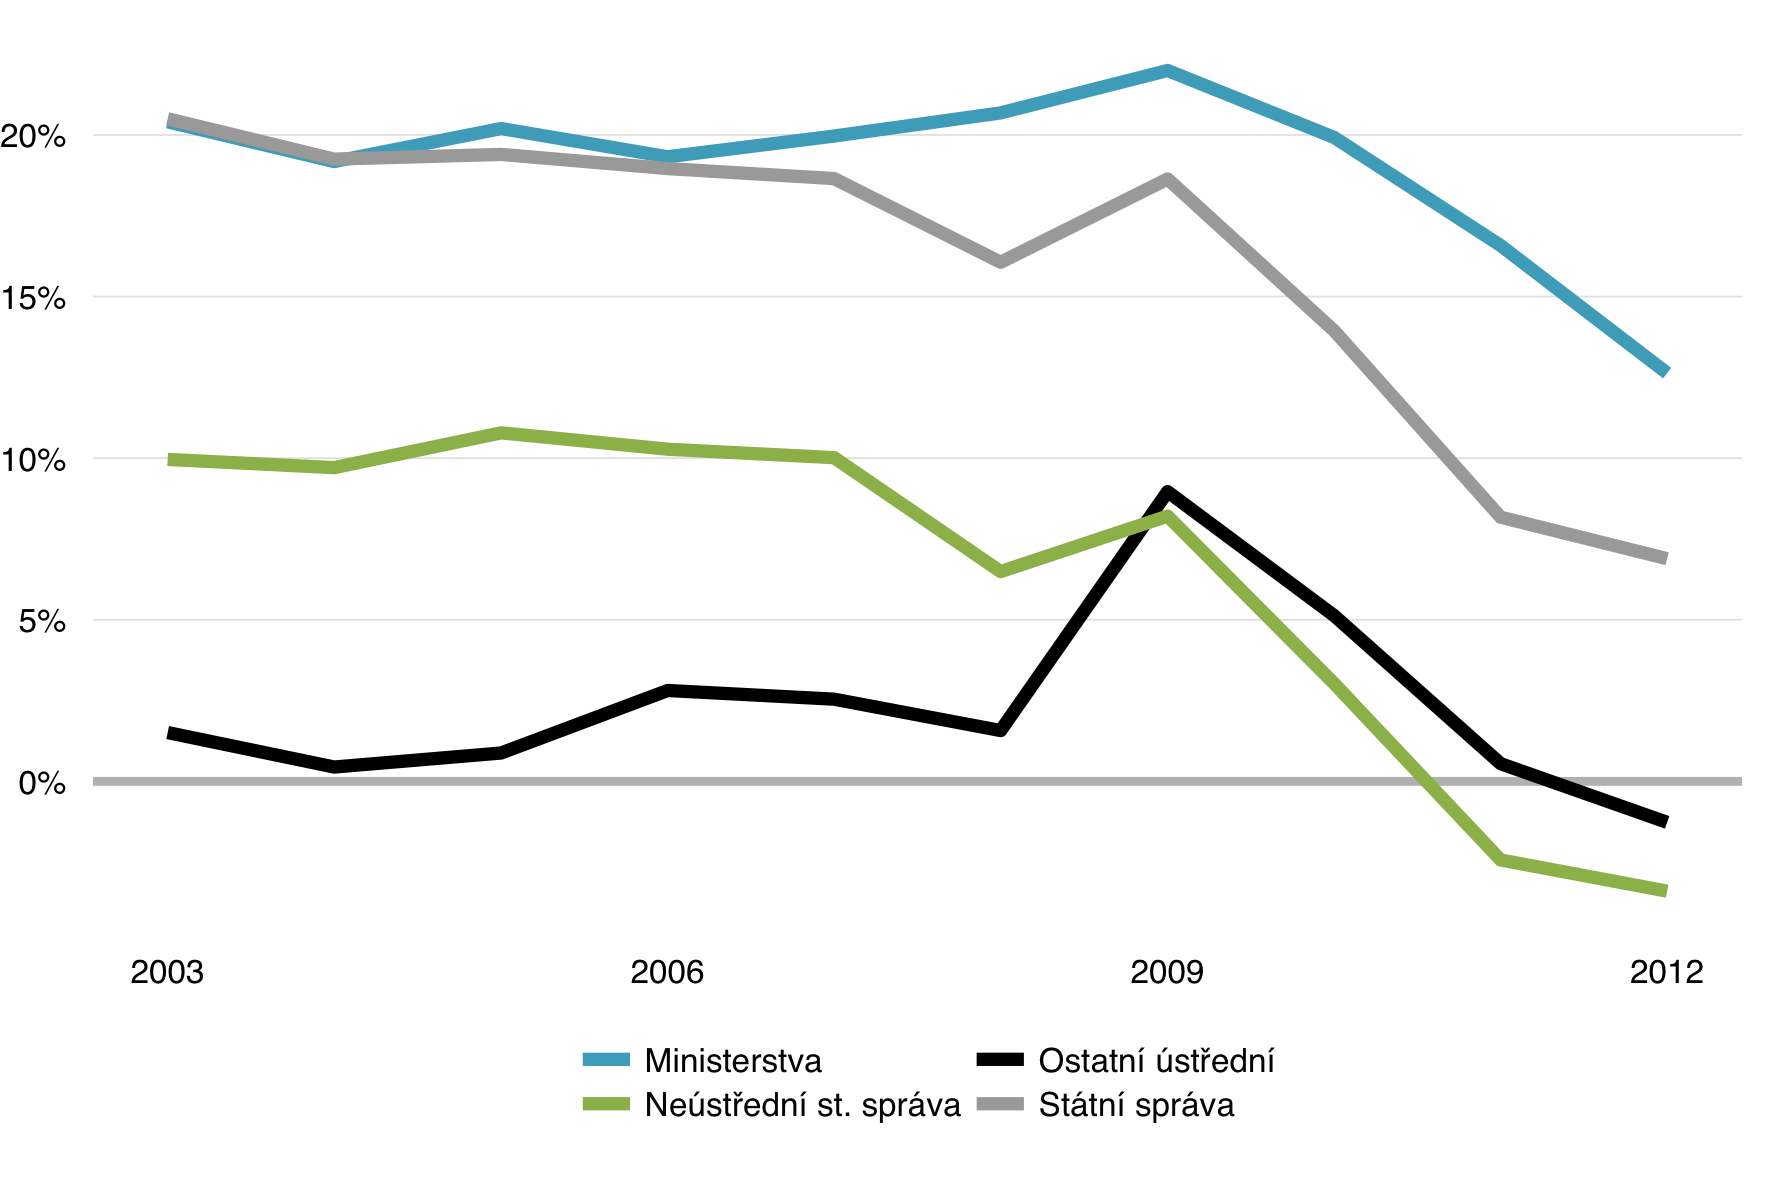 20%
15%
10%
5%
0%
2003 2006 2009 2012
Ministerstva Ostatní ústřední
Neústřední st. správa Státní správa